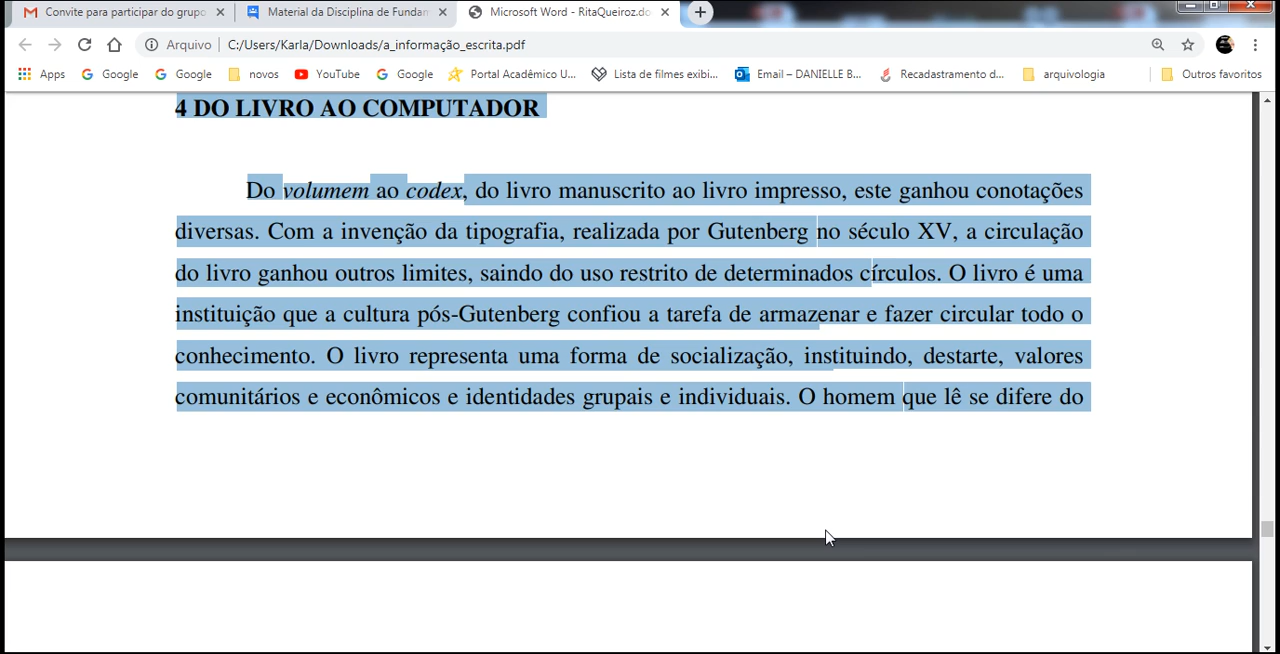 Convite para participar do grupo
Material da Disciplina de Fundam
Microsoft Word - RitaQueiroz.do
Arquivo
C:/Users/Karla/Downloads/a_informação_escrita.pdf
Apps
Google
Google
novos
YouTube
Google
Portal Acadêmico U...
Lista de filmes exibi...
Email – DANIELLE B...
Recadastramento d...
arquivologia
Outros favoritos
4 DO LIVRO AO COMPUTADOR
Do volumem ao codex, do livro manuscrito ao livro impresso, este ganhou conotações
diversas. Com a invenção da tipografia, realizada por Gutenberg no século XV, a circulação
do livro ganhou outros limites, saindo do uso restrito de determinados círculos. O livro é uma
instituição que a cultura pós-Gutenberg confiou a tarefa de armazenar e fazer circular todo o
conhecimento. O livro representa uma forma de socialização, instituindo, destarte, valores
comunitários e econômicos e identidades grupais e individuais. O homem que lê se difere do